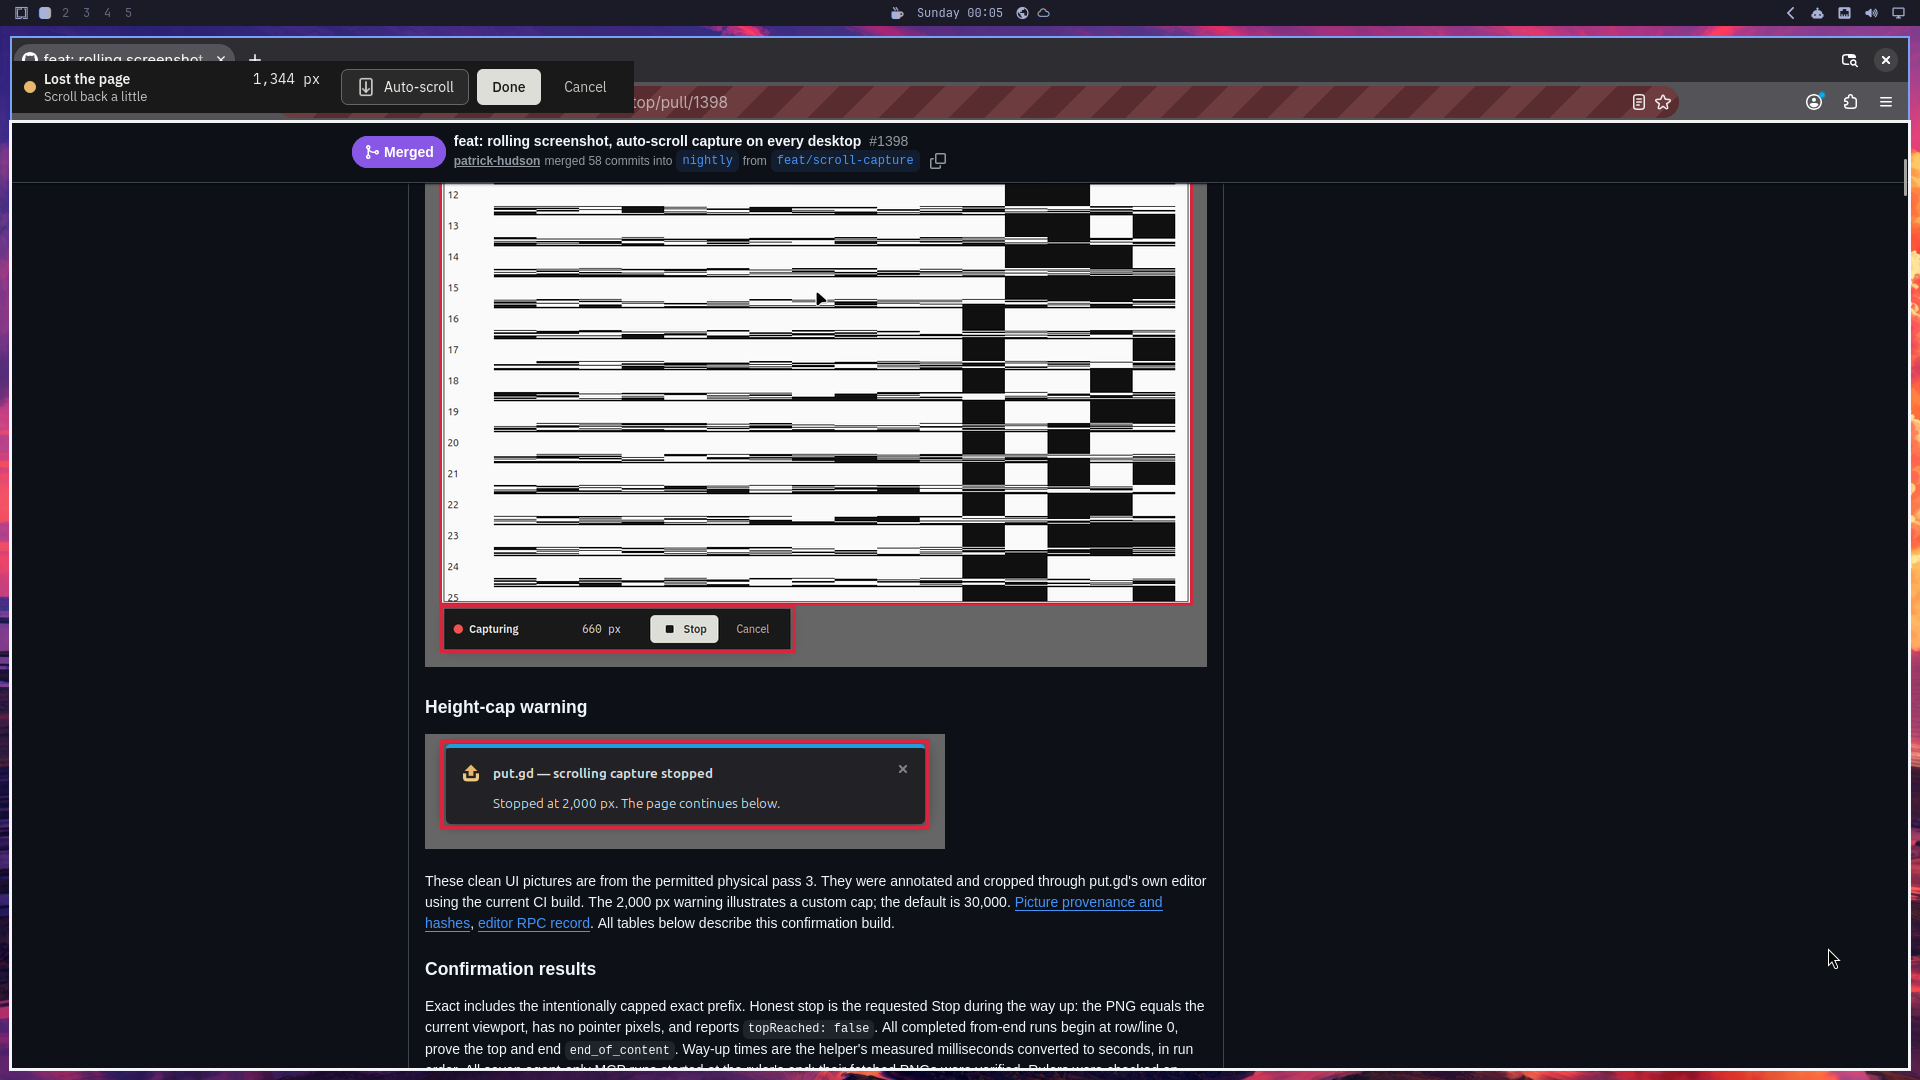 2 3 4 5
Sunday 00:05
feat: rolling screenshot
Lost the page
Scroll back a little
1,344 px
Auto-scroll
Done
Cancel
top/pull/1398
Merged
feat: rolling screenshot, auto-scroll capture on every desktop #1398
patrick-hudson merged 58 commits into nightly from feat/scroll-capture
12
13
14
15
16
17
18
19
20
21
22
23
24
25
Capturing
660 px
Stop
Cancel
Height-cap warning
put.gd — scrolling capture stopped
Stopped at 2,000 px. The page continues below.
These clean UI pictures are from the permitted physical pass 3. They were annotated and cropped through put.gd's own editor
using the current CI build. The 2,000 px warning illustrates a custom cap; the default is 30,000. Picture provenance and
hashes, editor RPC record. All tables below describe this confirmation build.
Confirmation results
Exact includes the intentionally capped exact prefix. Honest stop is the requested Stop during the way up: the PNG equals the
current viewport, has no pointer pixels, and reports topReached: false. All completed from-end runs begin at row/line 0,
prove the top and end end_of_content. Way-up times are the helper's measured milliseconds converted to seconds, in run